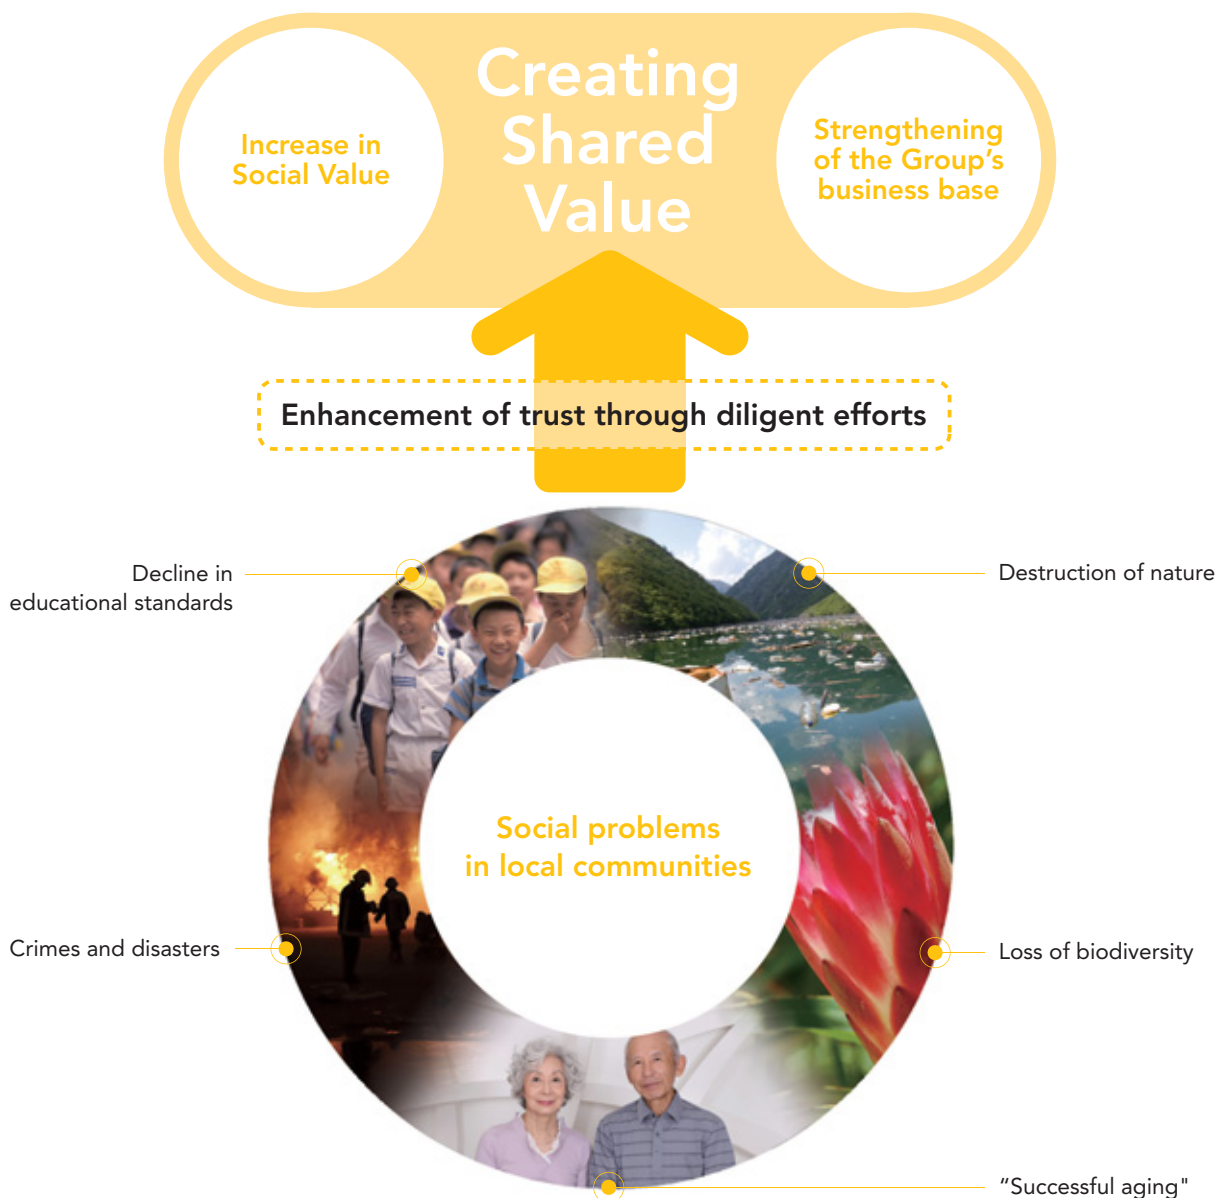 Creating
Shared
Value
Increase in
Social Value
Strengthening
of the Group’s
business base
Enhancement of trust through diligent efforts
Decline in
educational standards
Destruction of nature
Social problems
in local communities
Crimes and disasters
Loss of biodiversity
“Successful aging"